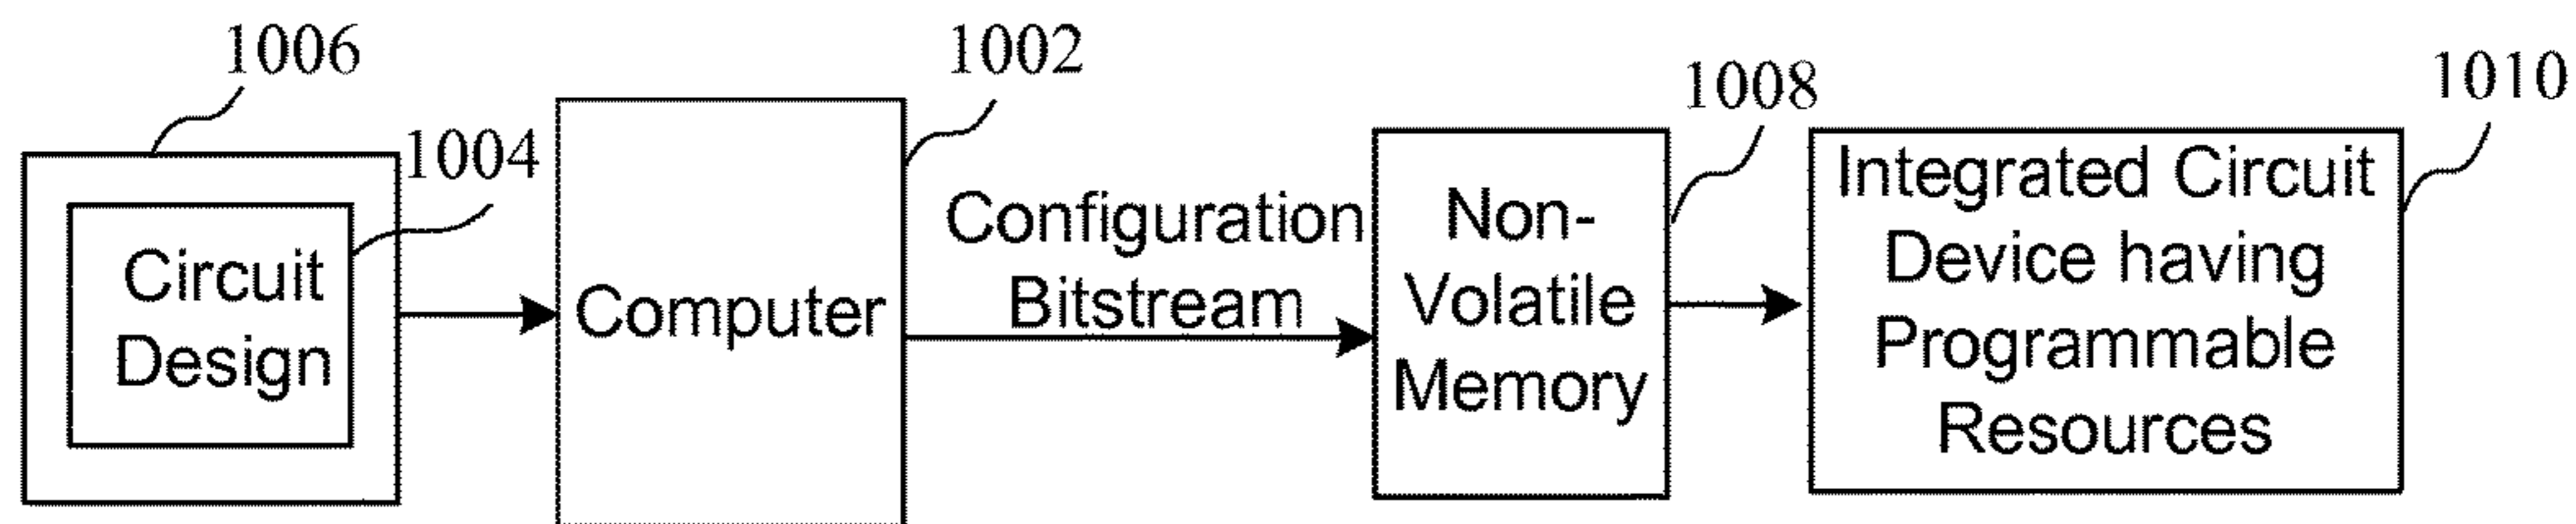 1006
1004
Circuit
Design
1002
Computer
Configuration
Bitstream
1008
Non-
Volatile
Memory
1010
Integrated Circuit
Device having
Programmable
Resources